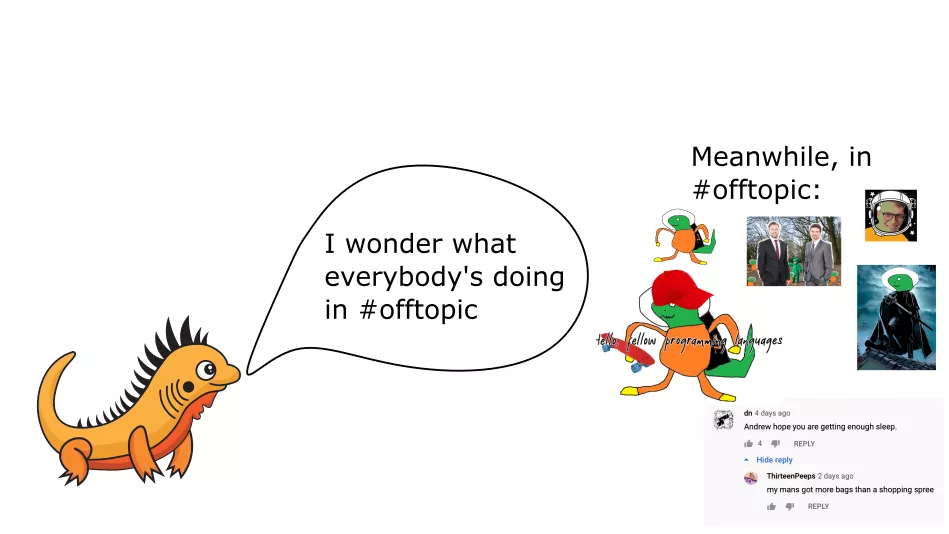 Meanwhile, in
#offtopic:
I wonder what
everybody's doing
in #offtopic
Hello, fellow programming languages
dn 4 days ago
Andrew hope you are getting enough sleep.
4 REPLY
Hide reply
ThirteenPeeps 2 days ago
my mans got more bags than a shopping spree
REPLY